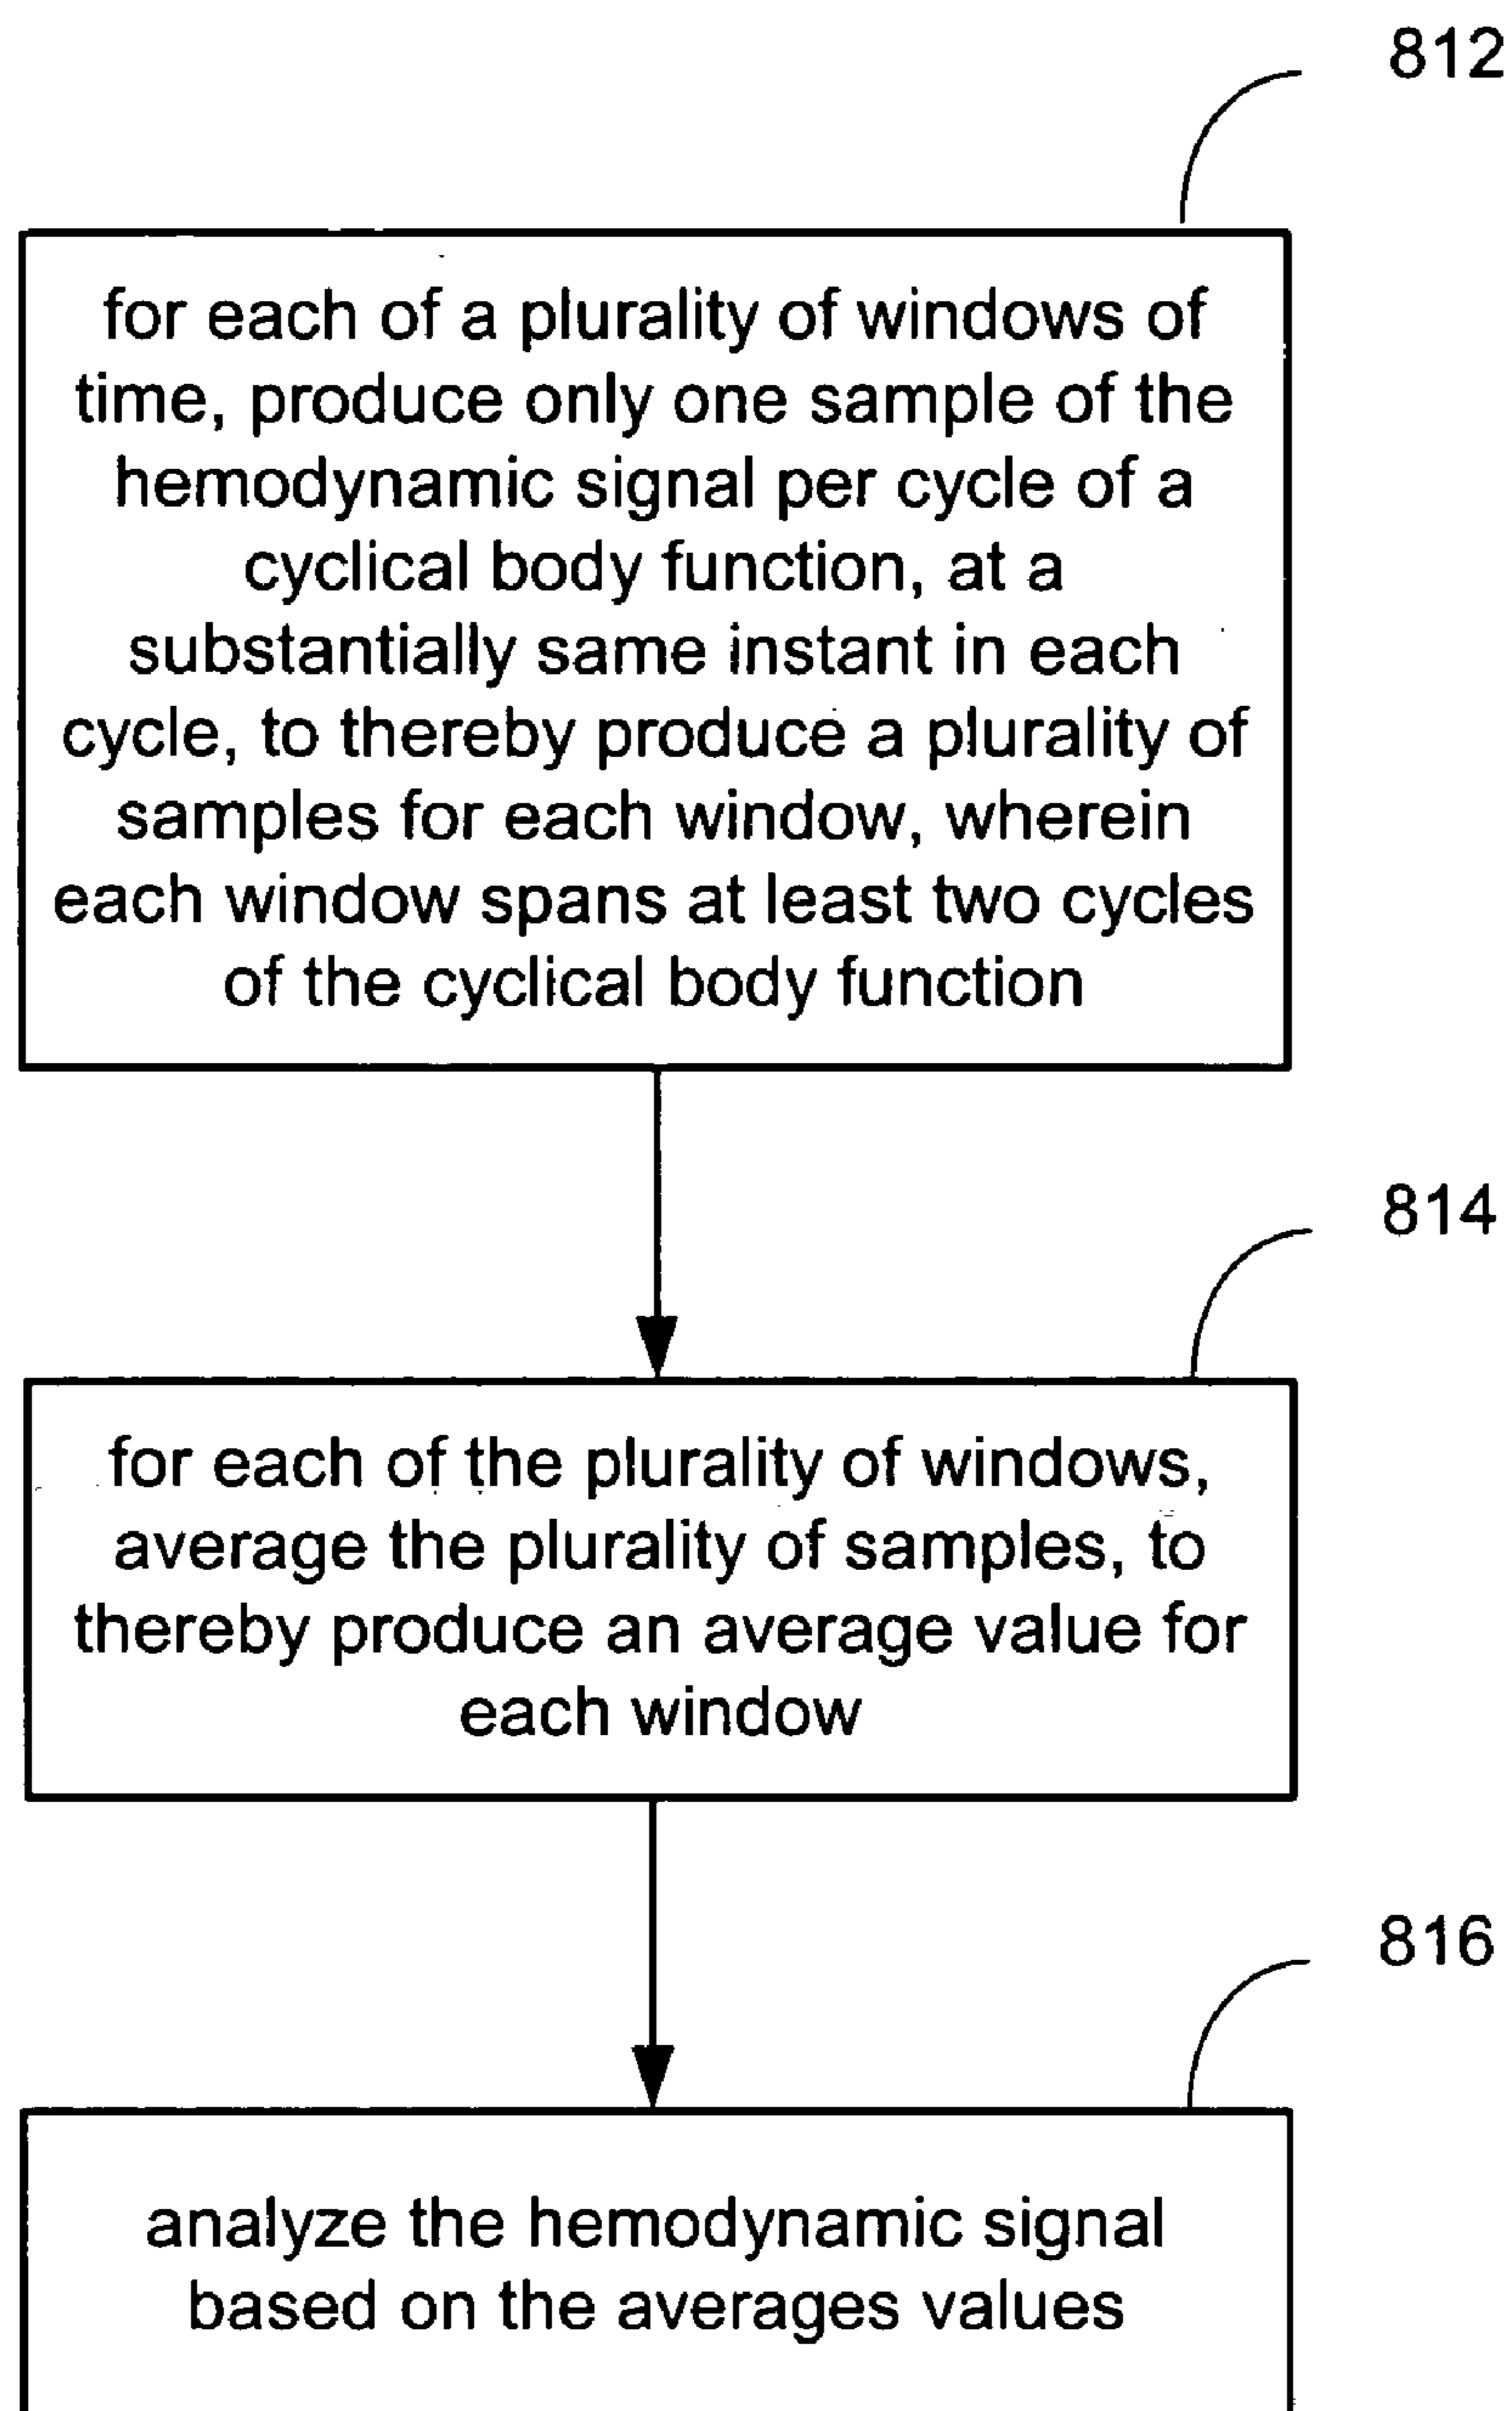 812
for each of a plurality of windows of
time, produce only one sample of the
hemodynamic signal per cycle of a
cyclical body function, at a
substantially same instant in each
cycle, to thereby produce a plurality of
samples for each window, wherein
each window spans at least two cycles
of the cyclical body function
814
for each of the plurality of windows,
average the plurality of samples, to
thereby produce an average value for
each window
816
analyze the hemodynamic signal
based on the averages values